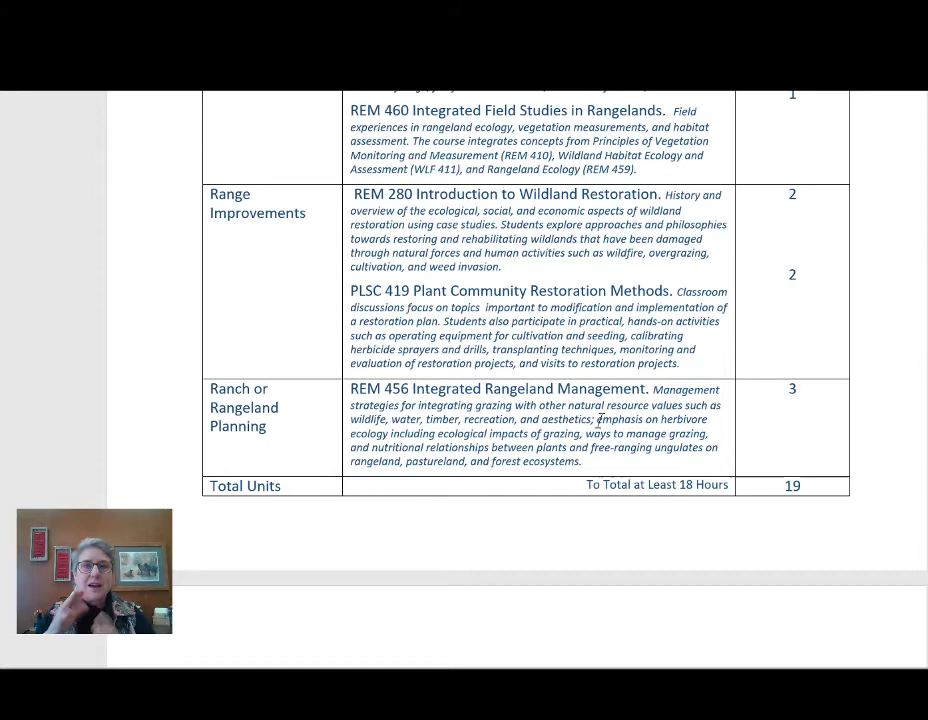 1
REM 460 Integrated Field Studies in Rangelands. Field
experiences in rangeland ecology, vegetation measurements, and habitat
assessment. The course integrates concepts from Principles of Vegetation
Monitoring and Measurement (REM 410), Wildland Habitat Ecology and
Assessment (WLF 411), and Rangeland Ecology (REM 459).
Range
Improvements
REM 280 Introduction to Wildland Restoration. History and
overview of the ecological, social, and economic aspects of wildland
restoration using case studies. Students explore approaches and philosophies
towards restoring and rehabilitating wildlands that have been damaged
through natural forces and human activities such as wildfire, overgrazing,
cultivation, and weed invasion.
2
PLSC 419 Plant Community Restoration Methods. Classroom
discussions focus on topics important to modification and implementation of
a restoration plan. Students also participate in practical, hands-on activities
such as operating equipment for cultivation and seeding, calibrating
herbicide sprayers and drills, transplanting techniques, monitoring and
evaluation of restoration projects, and visits to restoration projects.
2
Ranch or
Rangeland
Planning
REM 456 Integrated Rangeland Management. Management
strategies for integrating grazing with other natural resource values such as
wildlife, water, timber, recreation, and aesthetics; emphasis on herbivore
ecology including ecological impacts of grazing, ways to manage grazing,
and nutritional relationships between plants and free-ranging ungulates on
rangeland, pastureland, and forest ecosystems.
3
Total Units
To Total at Least 18 Hours
19